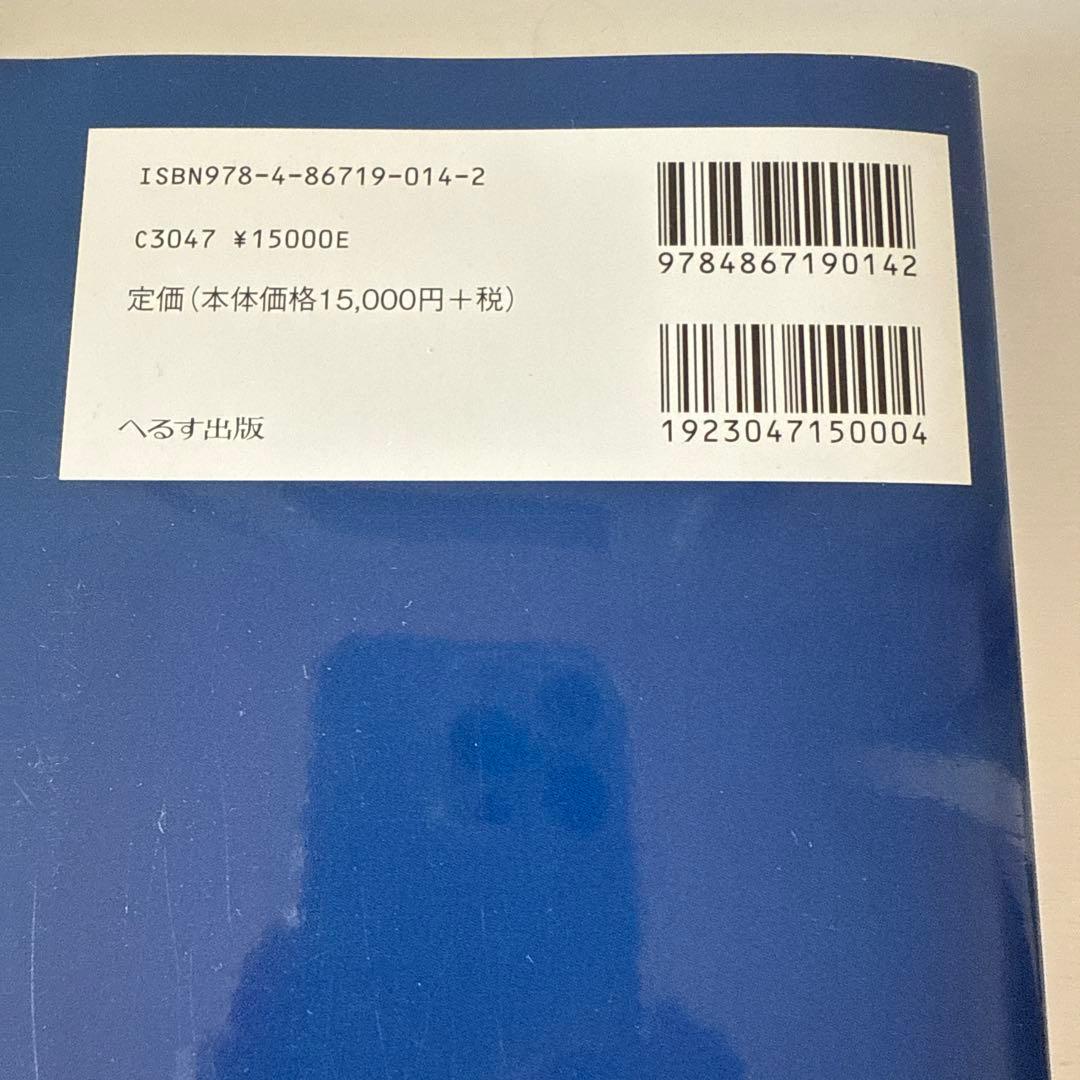 ISBN978-4-86719-014-2
C3047 ¥15000E
定価（本体価格15,000円＋税）
へるす出版
9784867190142
1923047150004